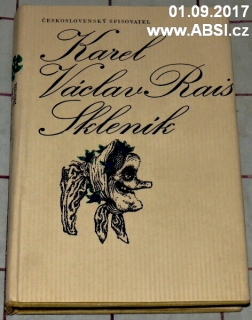 01.09.2017
www.ABSI.cz
ČESKOSLOVENSKÝ SPISOVATEL
Karel
Václav Rais
Skleník